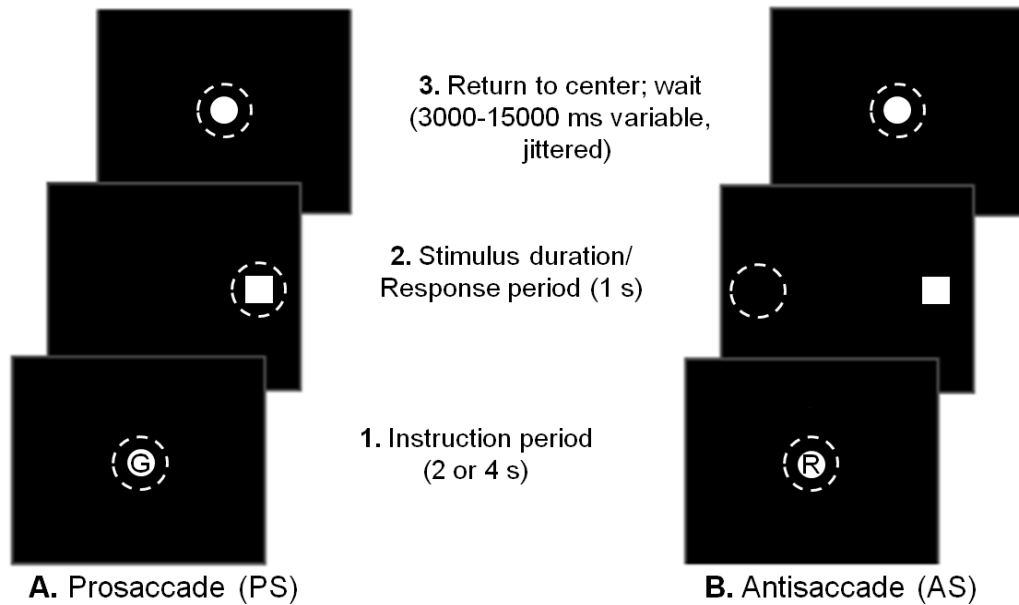 3. Return to center; wait
(3000-15000 ms variable,
jittered)
2. Stimulus duration/
Response period (1 s)
1. Instruction period
(2 or 4 s)
G
R
A. Prosaccade (PS)
B. Antisaccade (AS)